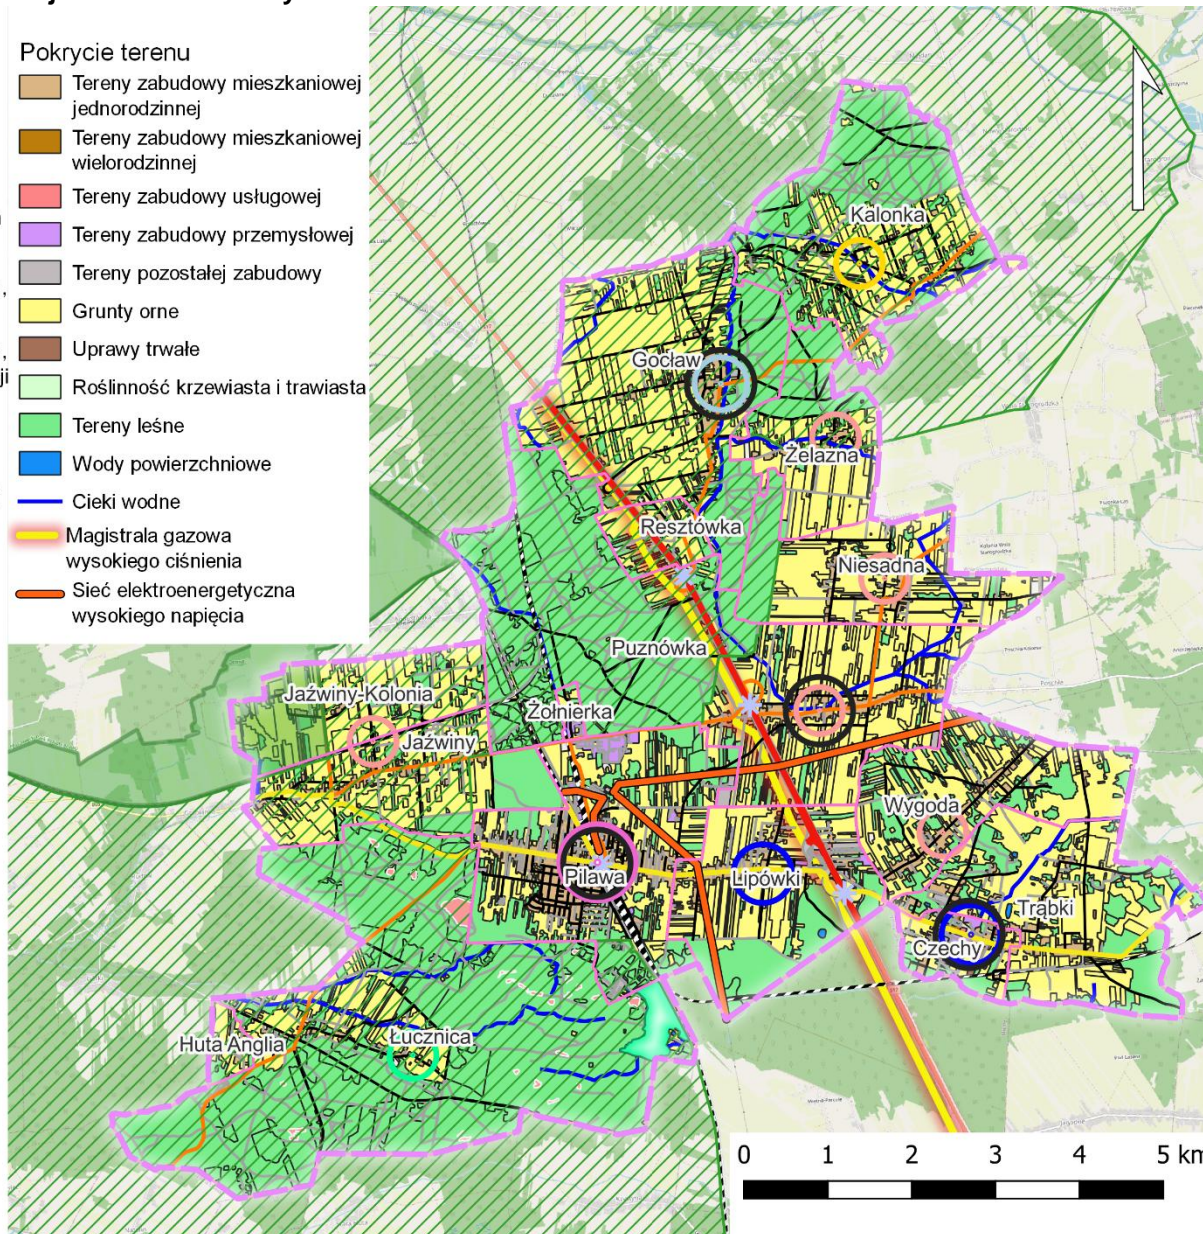 Pokrycie terenu
Tereny zabudowy mieszkaniowej
jednorodzinnej
Tereny zabudowy mieszkaniowej
wielorodzinnej
Tereny zabudowy usługowej
Tereny zabudowy przemysłowej
Tereny pozostałej zabudowy
Grunty orne
Uprawy trwałe
Roślinność krzewiasta i trawiasta
Tereny leśne
Wody powierzchniowe
Cieki wodne
Magistrala gazowa
wysokiego ciśnienia
Sieć elektroenergetyczna
wysokiego napięcia
Kalonka
Gocław
Żelazna
Resztówka
Niesadna
Puznówka
Jaźwiny-Kolonia
Żołnierka
Jaźwiny
Wygoda
Pilawa
Lipówki
Trąbki
Czechy
Łucznica
Huta Anglia
0 1 2 3 4 5 km